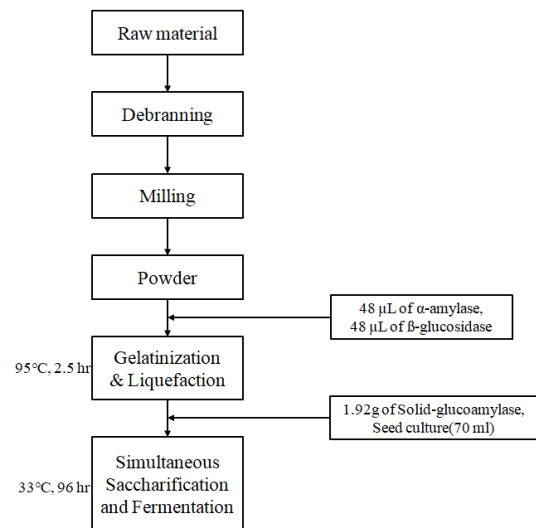 Raw material
Debranning
Milling
Powder
48 μL of α-amylase,
48 μL of ß-glucosidase
95℃, 2.5 hr
Gelatinization
& Liquefaction
1.92g of Solid-glucoamylase,
Seed culture(70 ml)
33℃, 96 hr
Simultaneous
Saccharification
and Fermentation